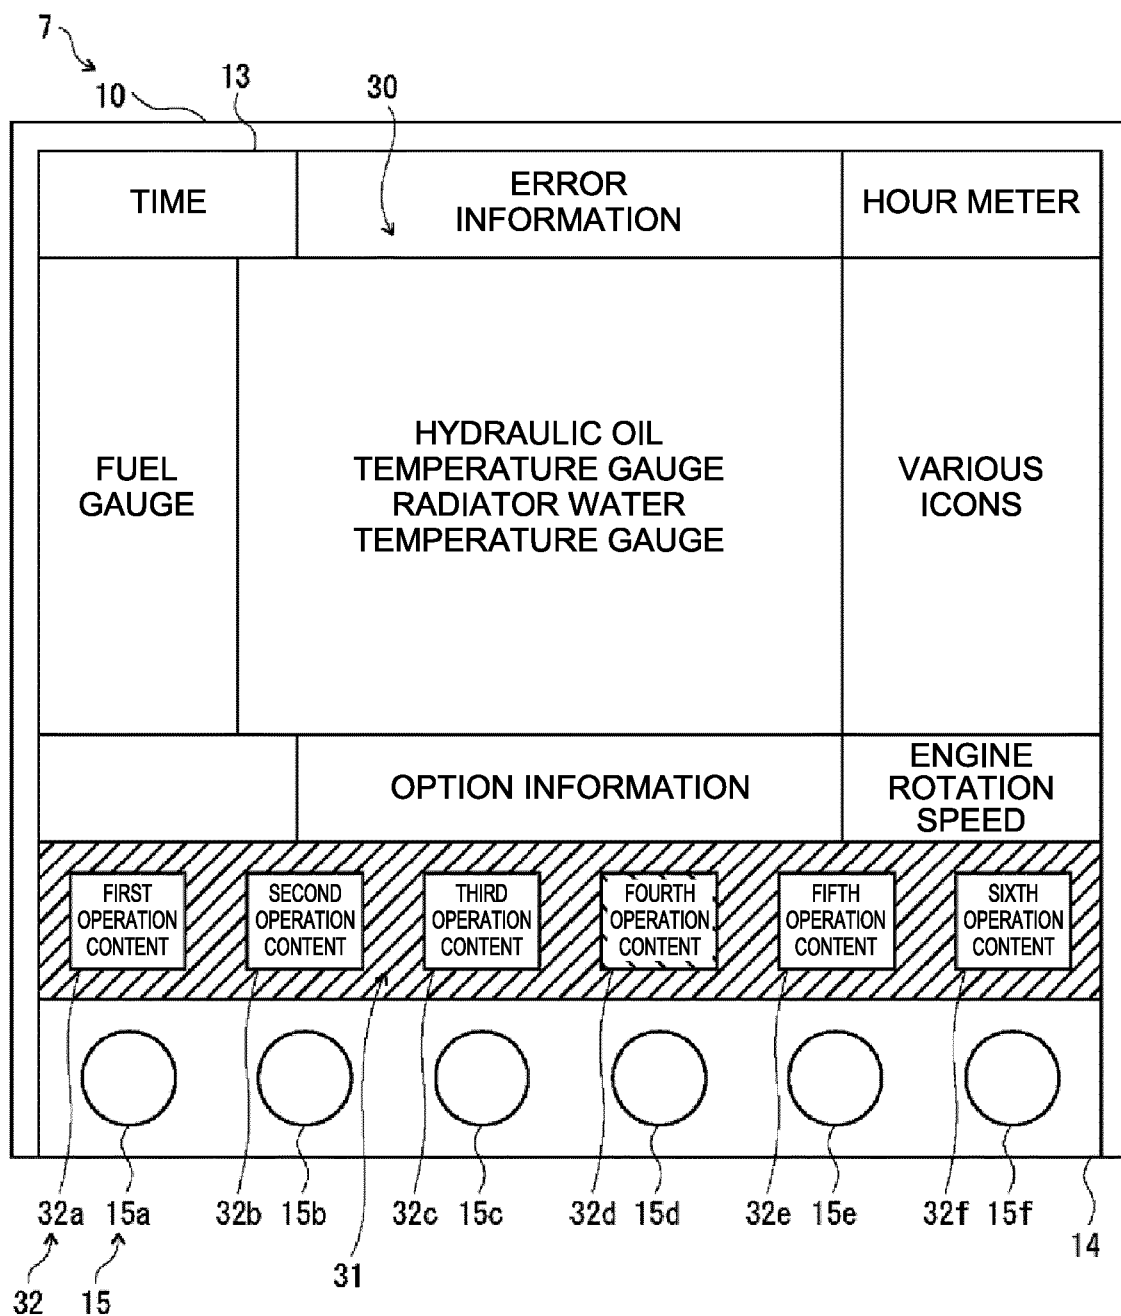 7
10
13
30
TIME
ERROR
INFORMATION
HOUR METER
FUEL
GAUGE
HYDRAULIC OIL
TEMPERATURE GAUGE
RADIATOR WATER
TEMPERATURE GAUGE
VARIOUS
ICONS
OPTION INFORMATION
ENGINE
ROTATION
SPEED
FIRST
OPERATION
CONTENT
SECOND
OPERATION
CONTENT
THIRD
OPERATION
CONTENT
FOURTH
OPERATION
CONTENT
FIFTH
OPERATION
CONTENT
SIXTH
OPERATION
CONTENT
32a 15a 32b 15b 32c 15c 32d 15d 32e 15e 32f 15f 14
32 15 31